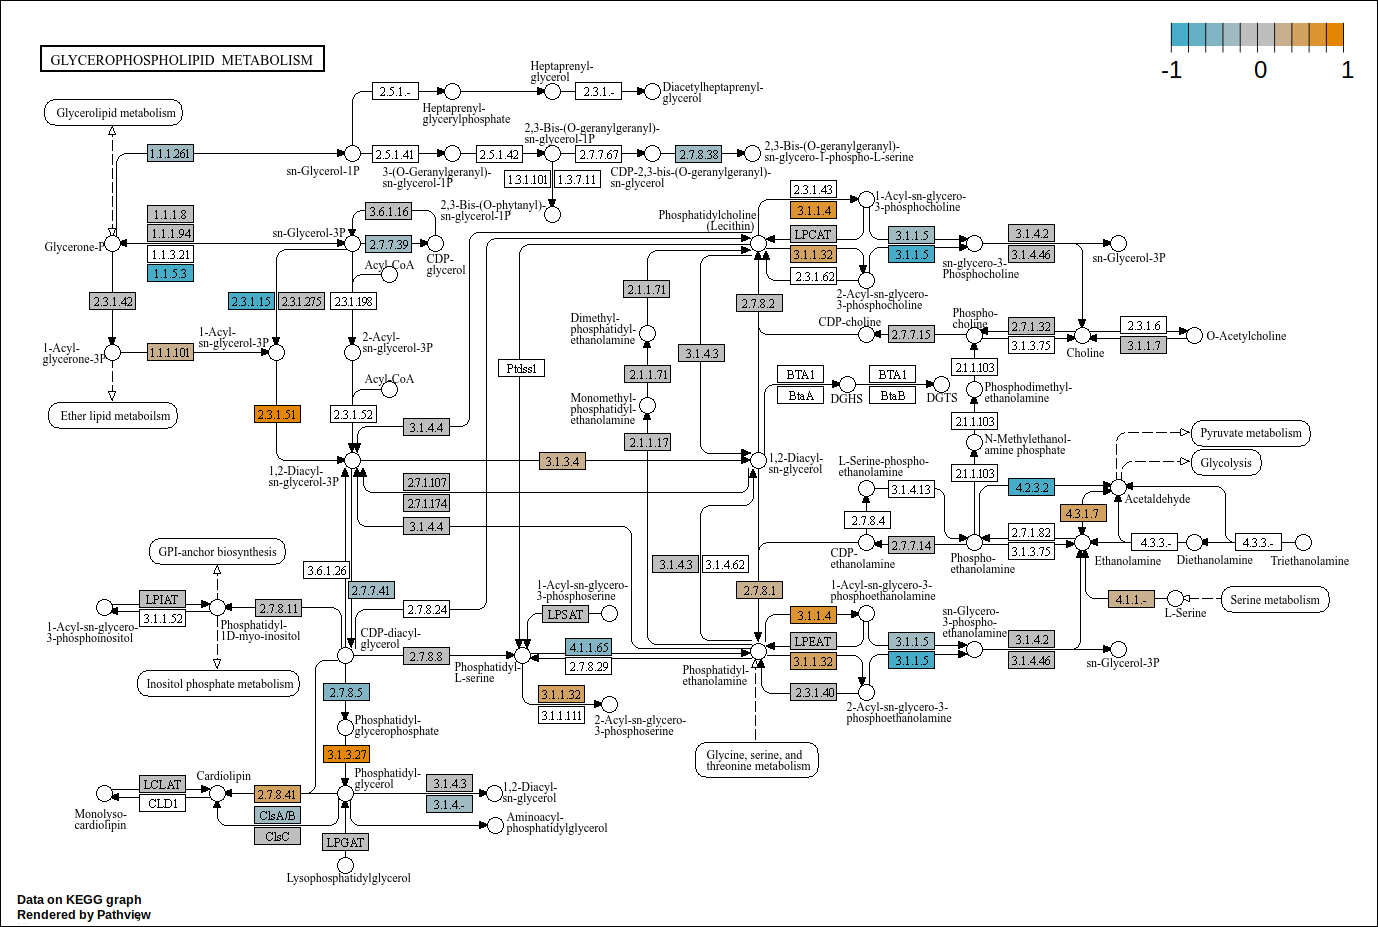 GLYCEROPHOSPHOLIPID METABOLISM
-1 0 1
Heptaprenyl-
glycerol
2.5.1.-
2.3.1.-
Diacetylheptaprenyl-
glycerol
Heptaprenyl-
glycerylphosphate
Glycerolipid metabolism
2,3-Bis-(O-geranylgeranyl)-
sn-glycerol-1P
1.1.1.261
2.5.1.41
2.5.1.42
2.7.7.67
2.7.8.38
2,3-Bis-(O-geranylgeranyl)-
sn-glycero-1-phospho-L-serine
sn-Glycerol-1P
3-(O-Geranylgeranyl)-
sn-glycerol-1P
1.3.1.101
1.3.7.11
CDP-2,3-bis-(O-geranylgeranyl)-
sn-glycerol
2,3-Bis-(O-phytanyl)-
sn-glycerol-1P
1.1.1.8
1.1.1.94
1.1.3.21
1.1.5.3
Glycerone-P
sn-Glycerol-3P
3.6.1.16
2.7.7.39
CDP-
glycerol
Acyl-CoA
Phosphatidylcholine
(Lecithin)
2.3.1.43
3.1.1.4
LPCAT
3.1.1.32
2.3.1.62
1-Acyl-sn-glycero-
3-phosphocholine
2-Acyl-sn-glycero-
3-phosphocholine
3.1.1.5
3.1.1.5
sn-glycero-3-
Phosphocholine
3.1.4.2
3.1.4.46
sn-Glycerol-3P
2.3.1.42
2.3.1.15
2.3.1.275
2.3.1.198
2.1.1.71
2.7.8.2
1-Acyl-
glycerone-3P
1.1.1.101
1-Acyl-
sn-glycerol-3P
2-Acyl-
sn-glycerol-3P
Dimethyl-
phosphatidyl-
ethanolamine
3.1.4.3
CDP-choline
2.7.7.15
Phospho-
choline
2.7.1.32
3.1.3.75
Choline
2.3.1.6
3.1.1.7
O-Acetylcholine
Ptdss1
2.1.1.71
2.1.1.103
Acyl-CoA
Ether lipid metaboilsm
2.3.1.51
2.3.1.52
Monomethyl-
phosphatidyl-
ethanolamine
BTA1
BtaA
DGHS
BTA1
BtaB
DGTS
Phosphodimethyl-
ethanolamine
2.1.1.103
3.1.4.4
2.1.1.17
N-Methylethanol-
amine phosphate
Pyruvate metabolism
Glycolysis
1,2-Diacyl-
sn-glycerol-3P
3.1.3.4
1,2-Diacyl-
sn-glycerol
L-Serine-phospho-
ethanolamine
2.1.1.103
2.7.1.107
2.7.1.174
3.1.4.4
3.1.4.13
4.2.3.2
Acetaldehyde
2.7.8.4
4.3.1.7
2.7.1.82
3.1.3.75
4.3.3.-
4.3.3.-
GPI-anchor biosynthesis
CDP-
ethanolamine
2.7.7.14
Phospho-
ethanolamine
Ethanolamine
Diethanolamine
Triethanolamine
3.6.1.26
2.7.7.41
3.1.4.3
3.1.4.62
2.7.8.1
LPIAT
3.1.1.52
2.7.8.11
2.7.8.24
1-Acyl-sn-glycero-
3-phosphoserine
LPSAT
1-Acyl-sn-glycero-3-
phosphoethanolamine
3.1.1.4
LPEAT
3.1.1.32
2.3.1.40
sn-Glycero-
3-phospho-
ethanolamine
4.1.1.-
L-Serine
Serine metabolism
1-Acyl-sn-glycero-
3-phosphoinositol
Phosphatidyl-
1D-myo-inositol
CDP-diacyl-
glycerol
2.7.8.8
Phosphatidyl-
L-serine
4.1.1.65
2.7.8.29
Phosphatidyl-
ethanolamine
3.1.1.5
3.1.1.5
3.1.4.2
3.1.4.46
sn-Glycerol-3P
Inositol phosphate metabolism
2.7.8.5
3.1.1.32
3.1.1.111
2-Acyl-sn-glycero-
3-phosphoserine
2-Acyl-sn-glycero-3-
phosphoethanolamine
Phosphatidyl-
glycerophosphate
3.1.3.27
Glycine, serine, and
threonine metabolism
LCLAT
CLD1
Cardiolipin
2.7.8.41
ClsA/B
ClsC
Phosphatidyl-
glycerol
3.1.4.3
3.1.4.-
1,2-Diacyl-
sn-glycerol
Monolyso-
cardiolipin
Aminoacyl-
phosphatidylglycerol
LPGAT
Lysophosphatidylglycerol
Data on KEGG graph
Rendered by Pathview